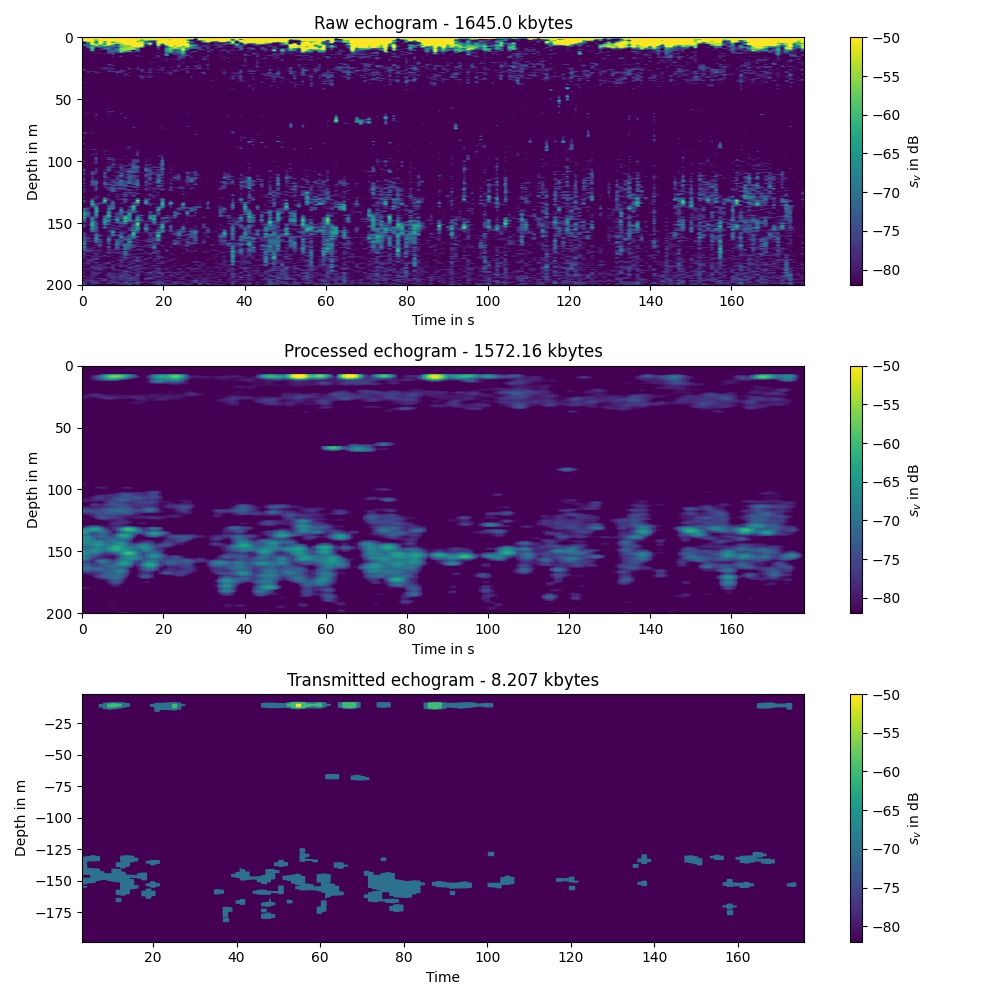 Raw echogram - 1645.0 kbytes
0
50
100
150
200
Depth in m
0 20 40 60 80 100 120 140 160
Time in s
−50
−55
−60
−65
−70
−75
−80
s_v in dB
Processed echogram - 1572.16 kbytes
0
50
100
150
200
Depth in m
0 20 40 60 80 100 120 140 160
Time in s
−50
−55
−60
−65
−70
−75
−80
s_v in dB
Transmitted echogram - 8.207 kbytes
−25
−50
−75
−100
−125
−150
−175
Depth in m
20 40 60 80 100 120 140 160
Time
−50
−55
−60
−65
−70
−75
−80
s_v in dB